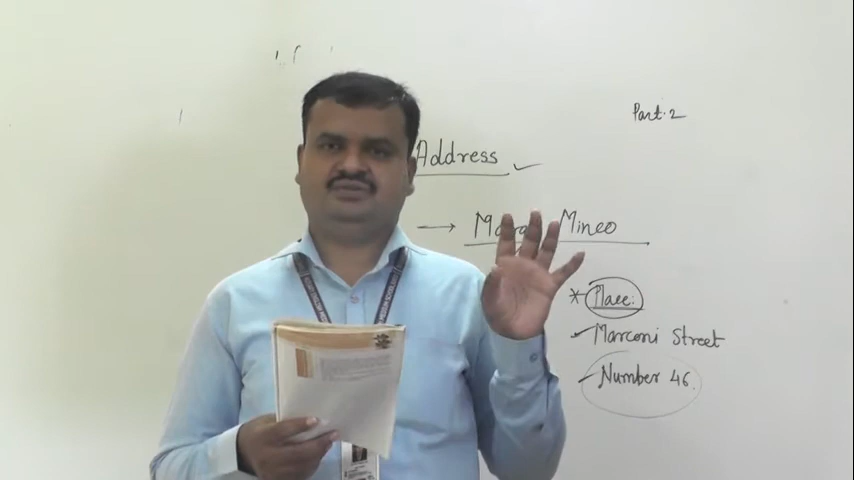 Part.2
Address
→ Mineo
* Place:
Marconi Street
Number 46.